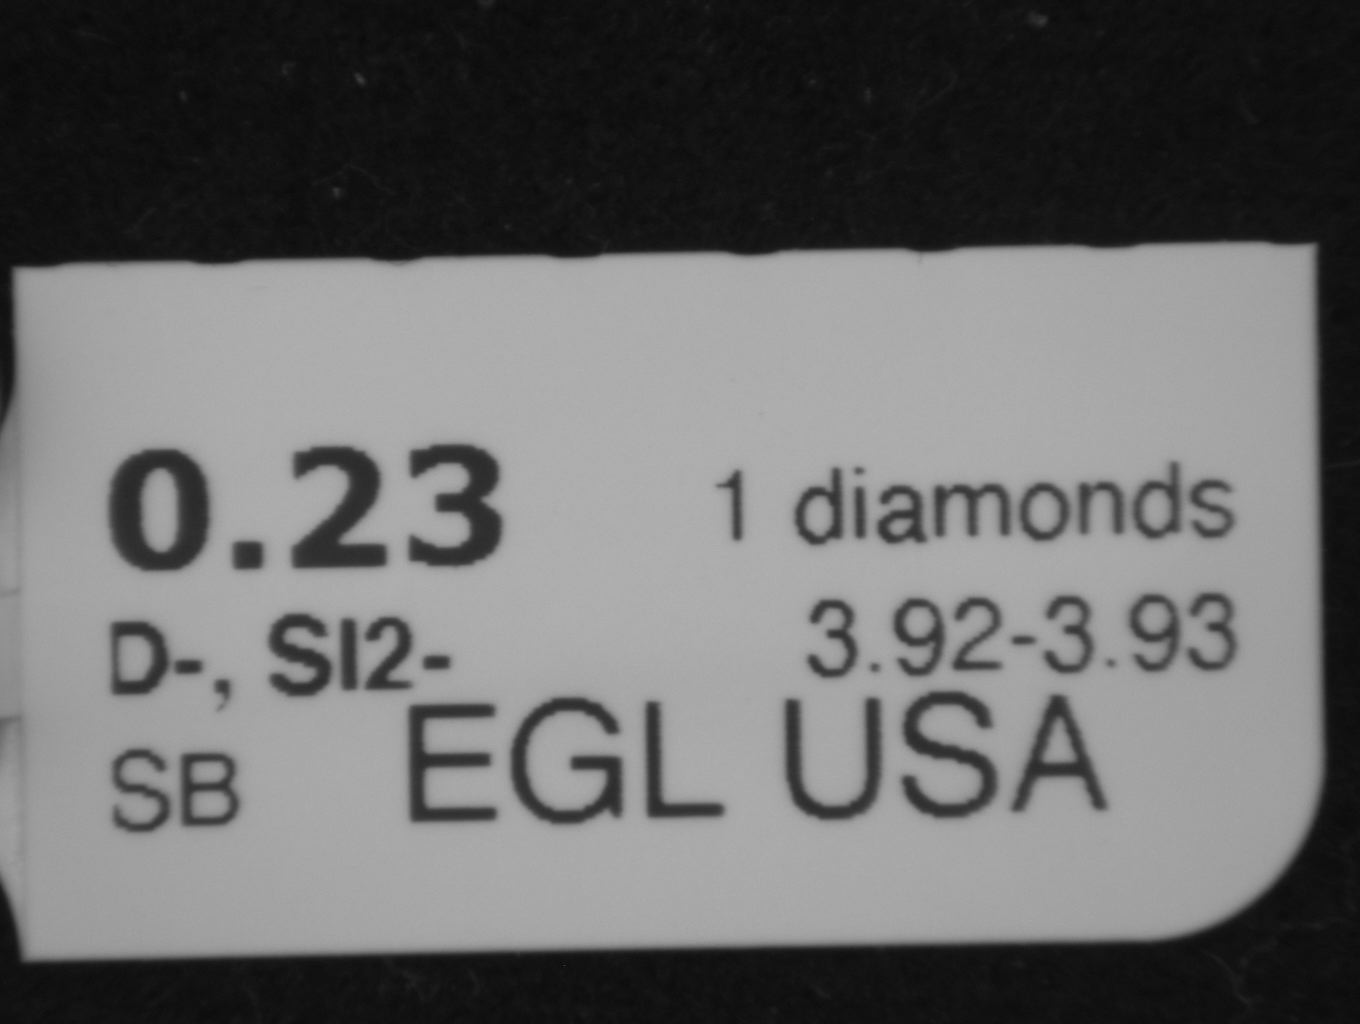 0.23 1 diamonds
D-, SI2- 3.92-3.93
SB EGL USA